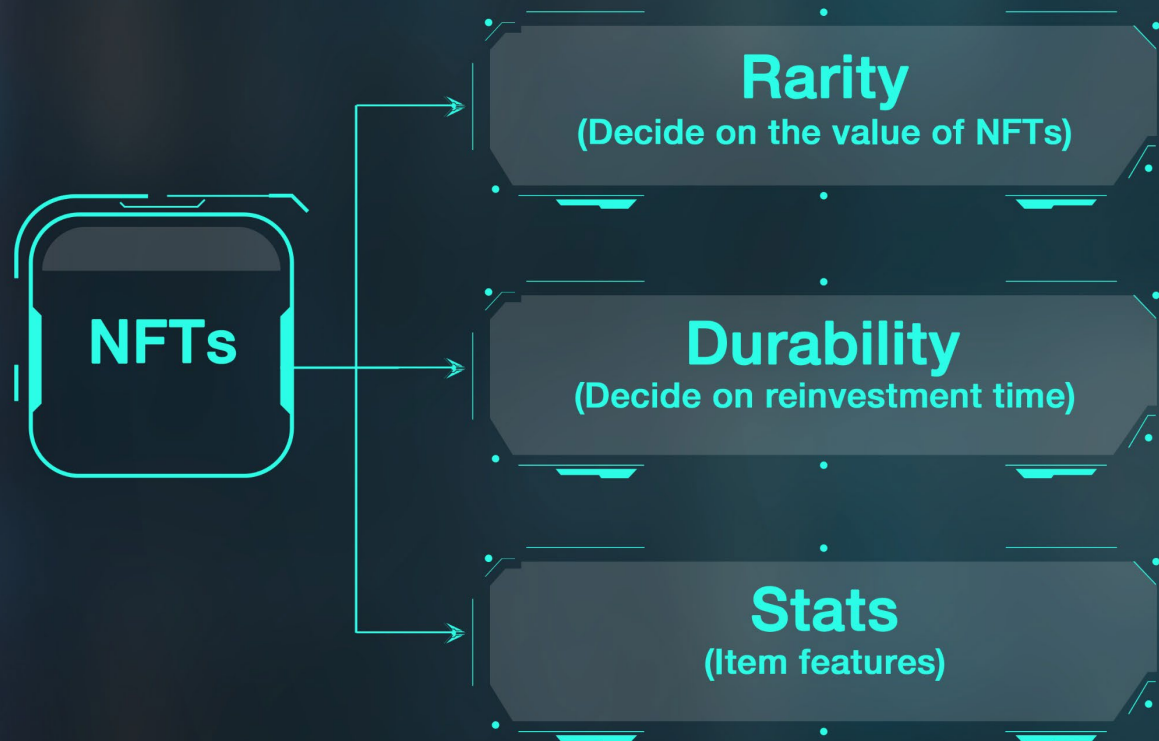 NFTs
Rarity
(Decide on the value of NFTs)
Durability
(Decide on reinvestment time)
Stats
(Item features)